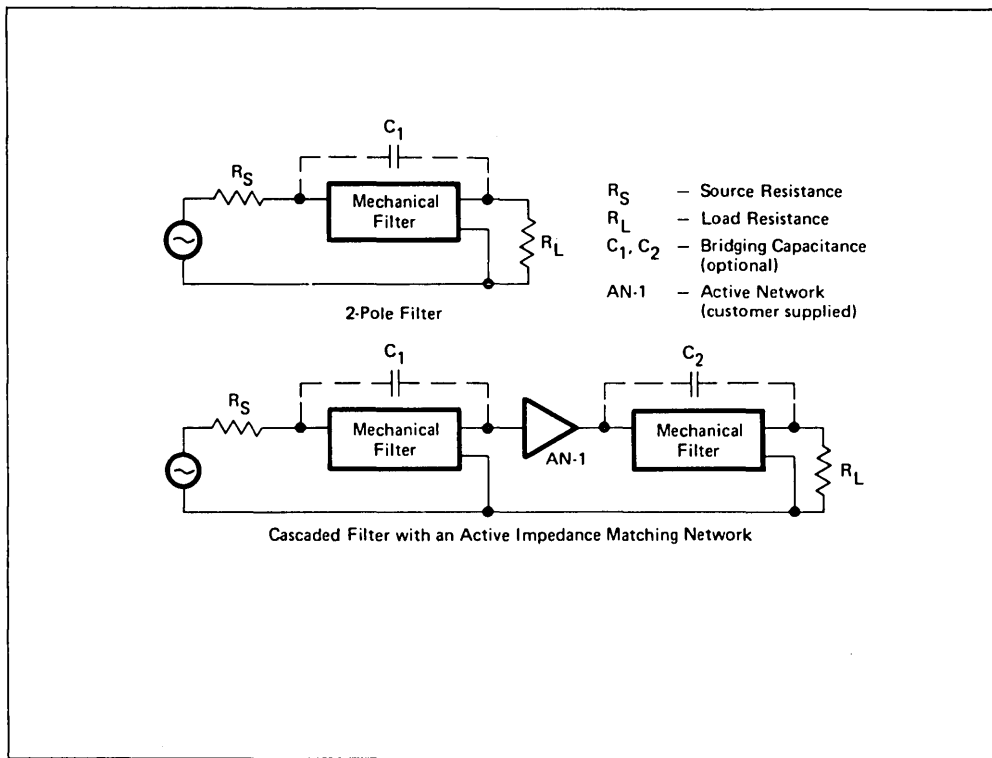 C1
RS
Mechanical
Filter
RL
2-Pole Filter
RS – Source Resistance
RL – Load Resistance
C1, C2 – Bridging Capacitance
(optional)
AN-1 – Active Network
(customer supplied)
C1
C2
RS
Mechanical
Filter
AN-1
Mechanical
Filter
RL
Cascaded Filter with an Active Impedance Matching Network